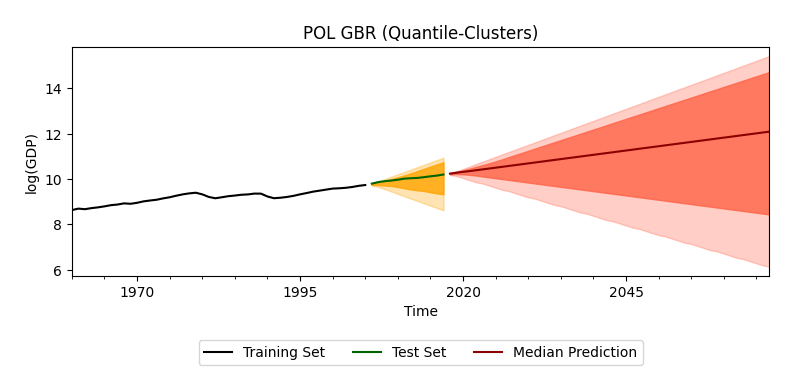 POL GBR (Quantile-Clusters)
log(GDP)
14
12
10
8
6
1970 1995 2020 2045
Time
Training Set Test Set Median Prediction